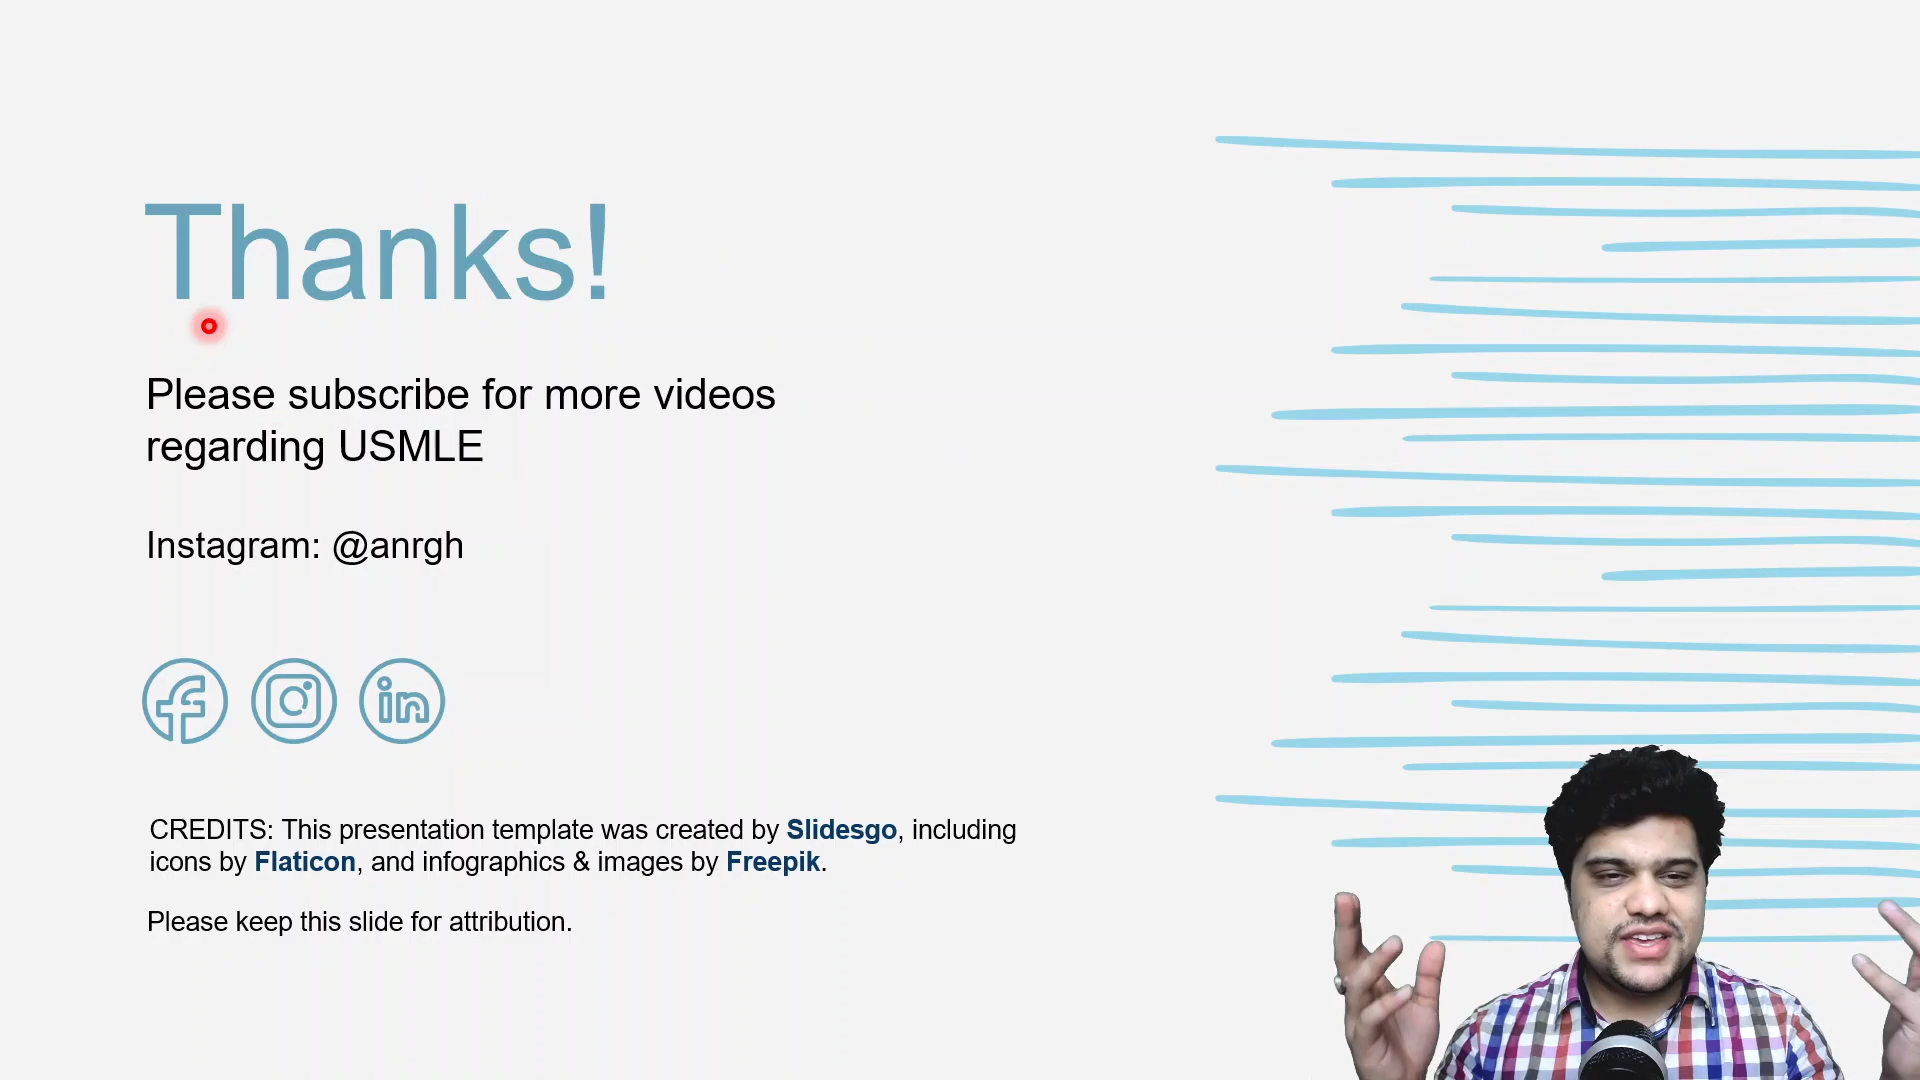 Thanks!
Please subscribe for more videos
regarding USMLE
Instagram: @anrgh
CREDITS: This presentation template was created by Slidesgo, including
icons by Flaticon, and infographics & images by Freepik.
Please keep this slide for attribution.